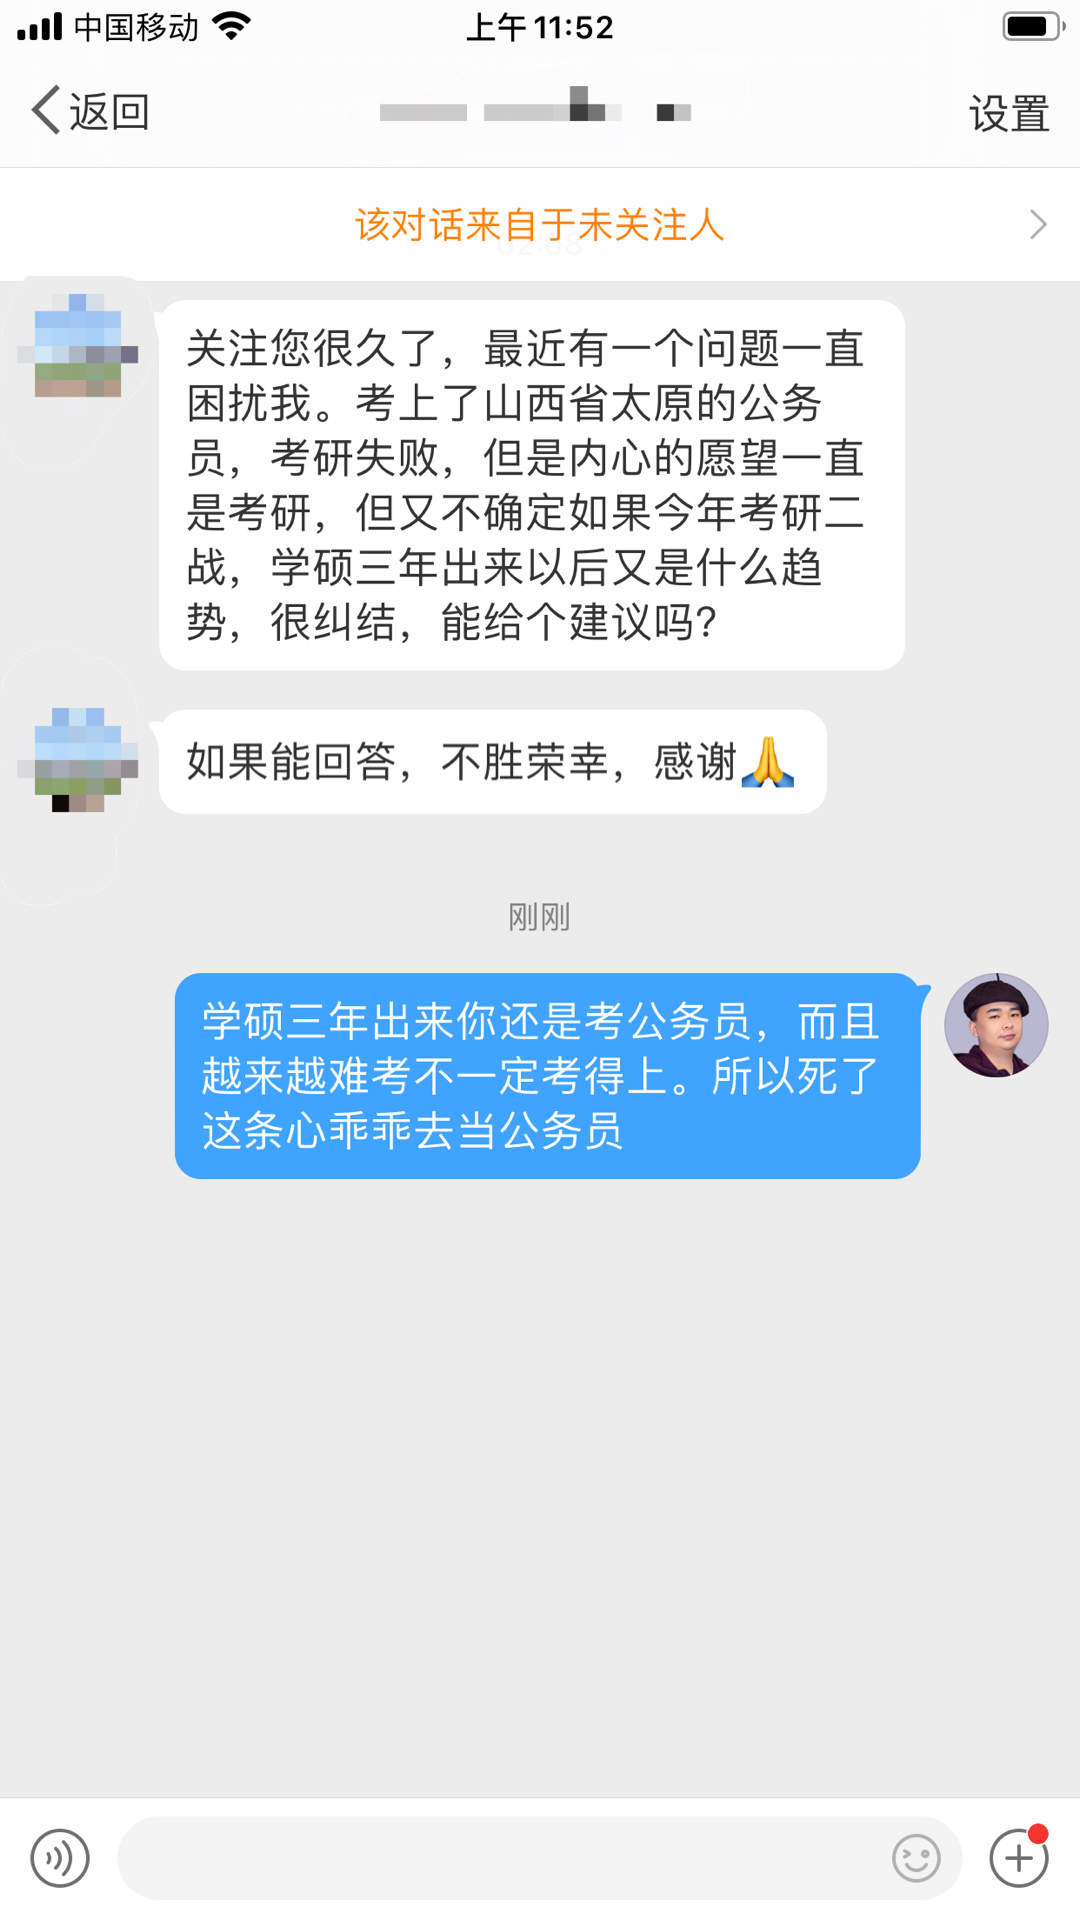 中国移动
上午11:52
返回
设置
该对话来自于未关注人
关注您很久了，最近有一个问题一直
困扰我。考上了山西省太原的公务
员，考研失败，但是内心的愿望一直
是考研，但又不确定如果今年考研二
战，学硕三年出来以后又是什么趋
势，很纠结，能给个建议吗？
如果能回答，不胜荣幸，感谢🙏
刚刚
学硕三年出来你还是考公务员，而且
越来越难考不一定考得上。所以死了
这条心乖乖去当公务员